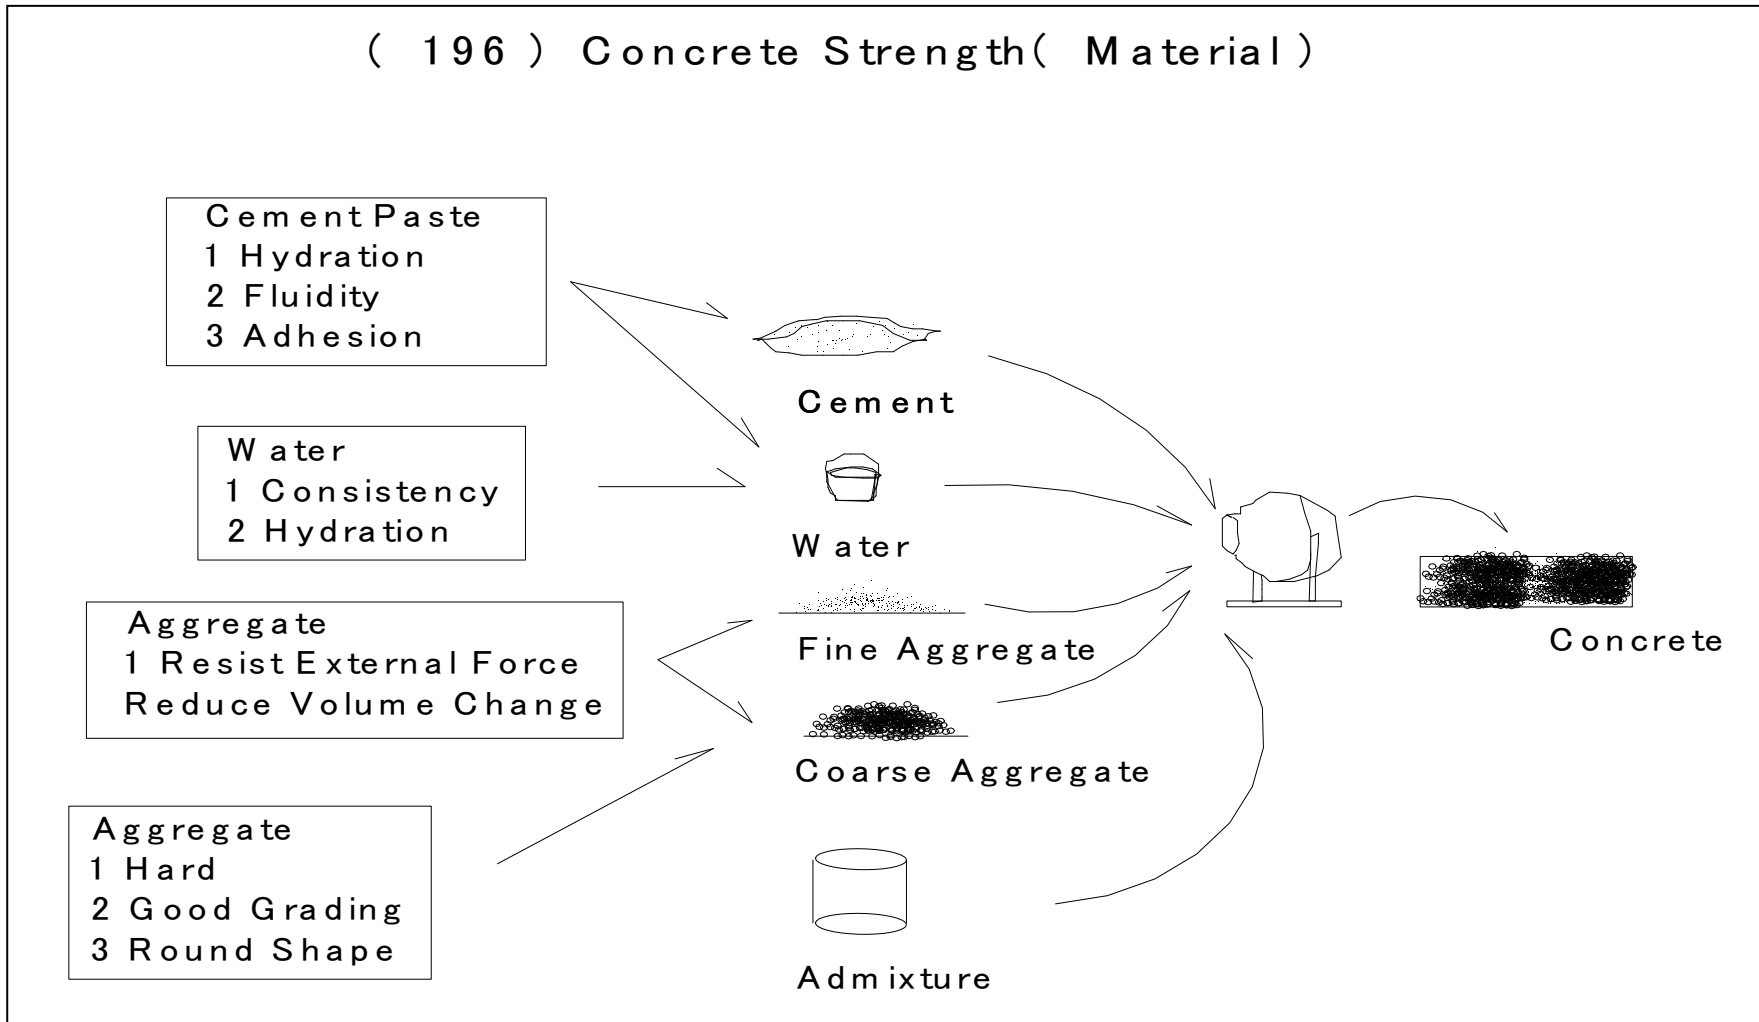 ( 196 ) Concrete Strength( Material )
Cement Paste
1 Hydration
2 Fluidity
3 Adhesion
Cement
Water
1 Consistency
2 Hydration
Water
Aggregate
1 Resist External Force
Reduce Volume Change
Fine Aggregate
Concrete
Coarse Aggregate
Aggregate
1 Hard
2 Good Grading
3 Round Shape
Admixture